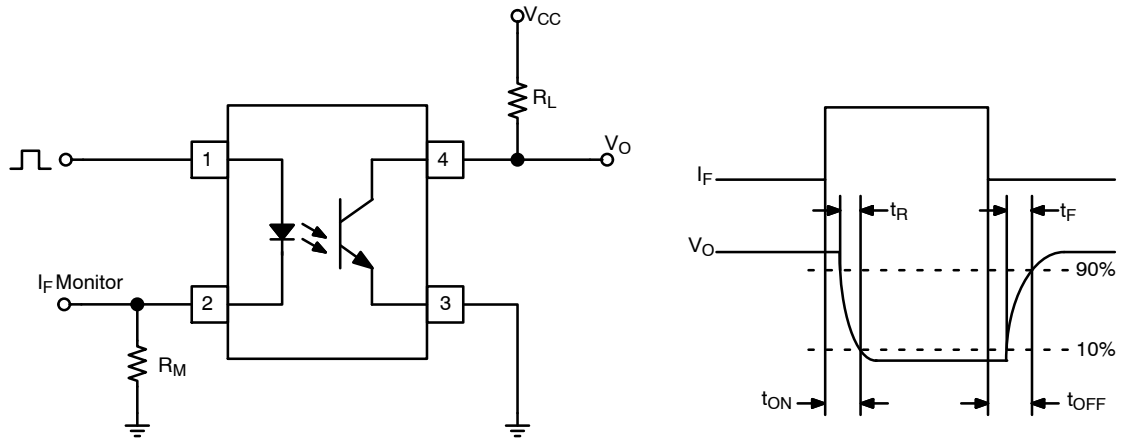 VCC
RL
VO
1
4
IF Monitor
2
3
RM
IF
tR
tF
VO
90%
10%
tON
tOFF